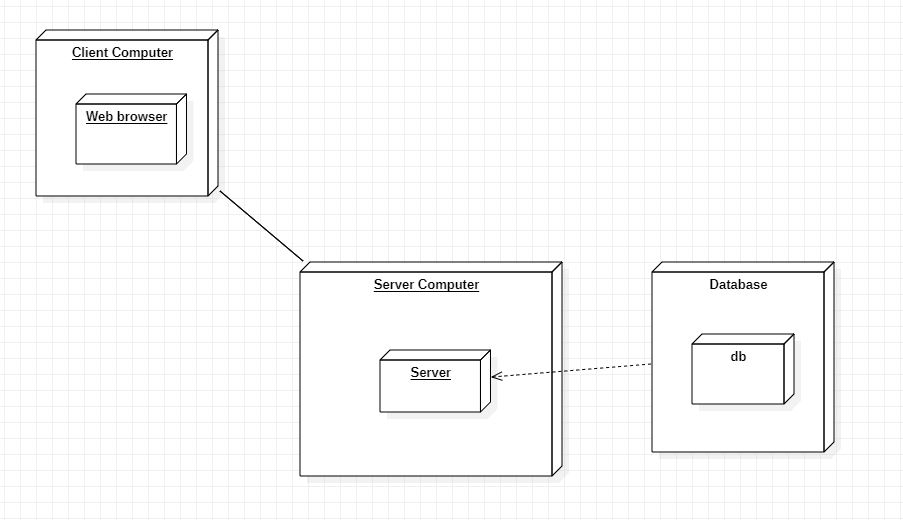 Client Computer
Web browser
Server Computer
Server
Database
db